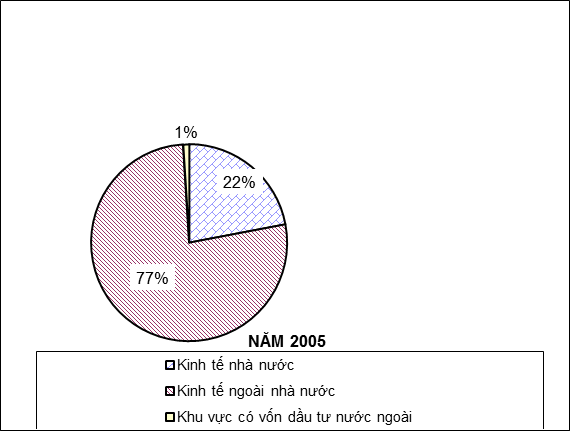 1%
22%
77%
NĂM 2005
Kinh tế nhà nước
Kinh tế ngoài nhà nước
Khu vực có vốn dầu tư nước ngoài